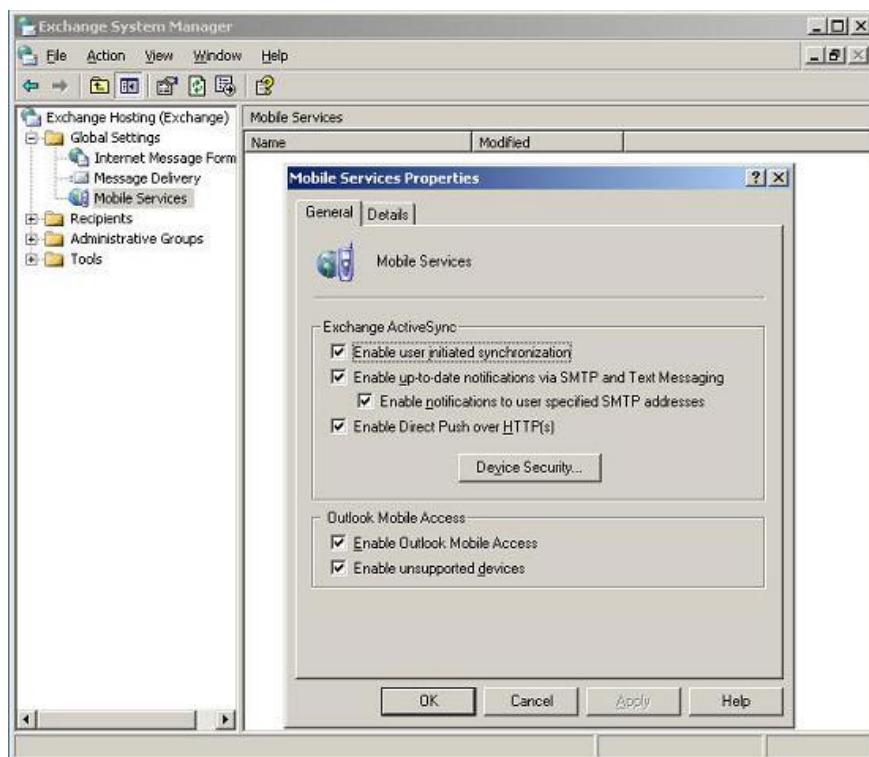 Exchange System Manager
File Action View Window Help
Exchange Hosting (Exchange)
Global Settings
Internet Message Form
Message Delivery
Mobile Services
Recipients
Administrative Groups
Tools
Mobile Services
Name Modified
Mobile Services Properties
General Details
Mobile Services
Exchange ActiveSync
Enable user initiated synchronization
Enable up-to-date notifications via SMTP and Text Messaging
Enable notifications to user specified SMTP addresses
Enable Direct Push over HTTP(s)
Device Security...
Outlook Mobile Access
Enable Outlook Mobile Access
Enable unsupported devices
OK Cancel Apply Help